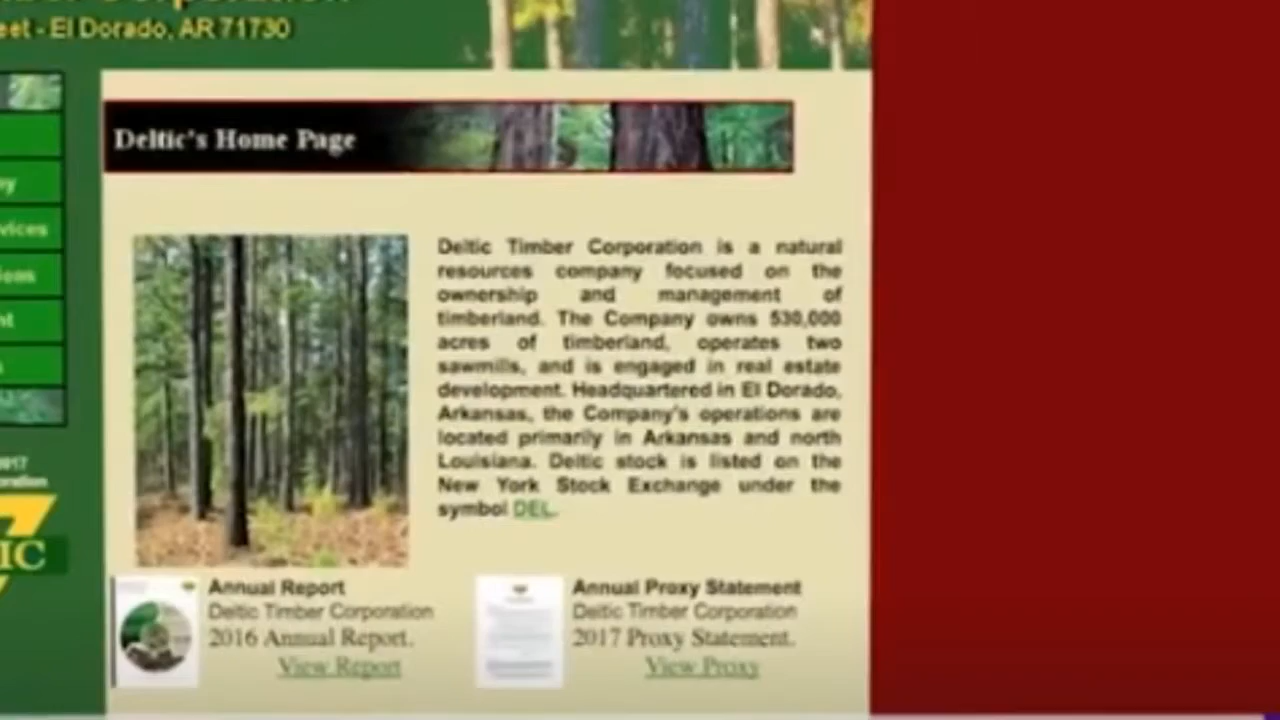 Corporation
eet - El Dorado, AR 71730
Deltic's Home Page
vices
Deltic Timber Corporation is a natural
resources company focused on the
ownership and management of
timberland. The Company owns 530,000
acres of timberland, operates two
sawmills, and is engaged in real estate
development. Headquartered in El Dorado,
Arkansas, the Company's operations are
located primarily in Arkansas and north
Louisiana. Deltic stock is listed on the
New York Stock Exchange under the
symbol DEL.
IC
Annual Report
Deltic Timber Corporation
2016 Annual Report.
View Report
Annual Proxy Statement
Deltic Timber Corporation
2017 Proxy Statement.
View Proxy